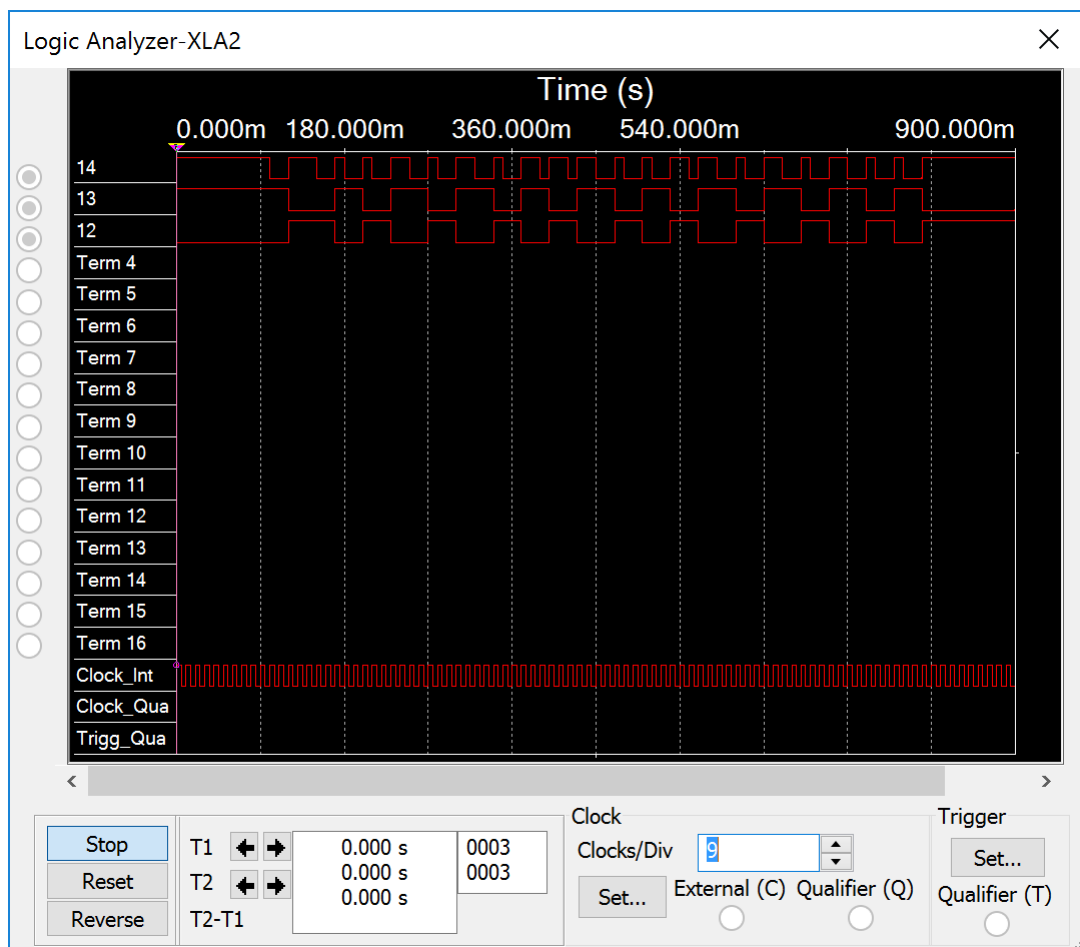 Logic Analyzer-XLA2
Time (s)
0.000m 180.000m 360.000m 540.000m 900.000m
14
13
12
Term 4
Term 5
Term 6
Term 7
Term 8
Term 9
Term 10
Term 11
Term 12
Term 13
Term 14
Term 15
Term 16
Clock_Int
Clock_Qua
Trigg_Qua
Stop
Reset
Reverse
T1 0.000 s 0003
T2 0.000 s 0003
T2-T1 0.000 s
Clock
Clocks/Div 9
Set... External (C) Qualifier (Q)
Trigger
Set...
Qualifier (T)